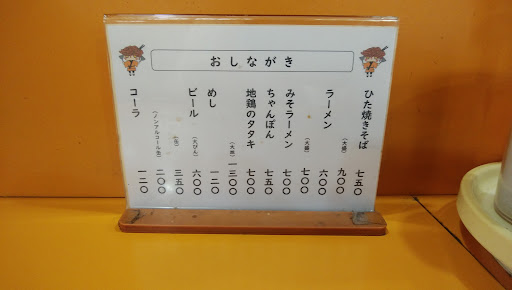 おしながき
ひた焼きそば 七五〇
(大盛) 九〇〇
ラーメン 六〇〇
(大盛) 七〇〇
みそラーメン 七〇〇
ちゃんぽん 七五〇
地鶏のタタキ 七〇〇
(大皿) 一三〇〇
めし 一二〇
ビール (大びん) 六〇〇
(七缶) 三五〇
(ノンアルコール缶) 二〇〇
コーラ 一二〇